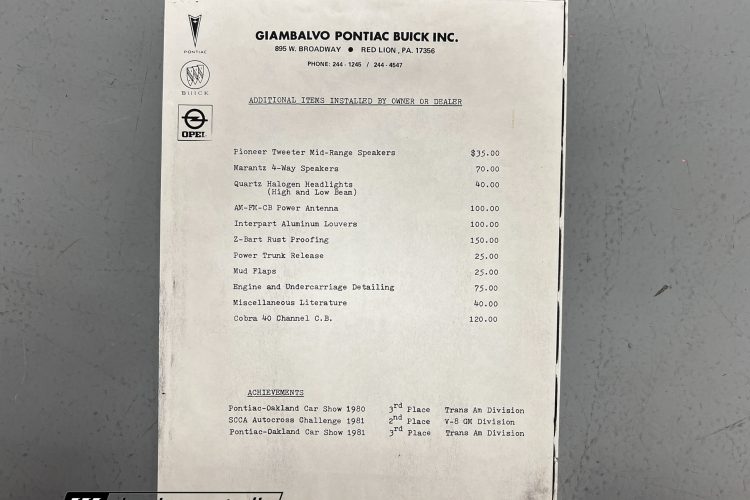 GIAMBALVO PONTIAC BUICK INC.
895 W. BROADWAY ● RED LION, PA. 17356
PHONE: 244-1245 / 244-4547
PONTIAC
BUICK
OPEL
ADDITIONAL ITEMS INSTALLED BY OWNER OR DEALER
Pioneer Tweeter Mid-Range Speakers $35.00
Marantz 4-Way Speakers 70.00
Quartz Halogen Headlights 40.00
(High and Low Beam)
AM-FM-CB Power Antenna 100.00
Interpart Aluminum Louvers 100.00
Z-Bart Rust Proofing 150.00
Power Trunk Release 25.00
Mud Flaps 25.00
Engine and Undercarriage Detailing 75.00
Miscellaneous Literature 40.00
Cobra 40 Channel C.B. 120.00
ACHIEVEMENTS
Pontiac-Oakland Car Show 1980 3rd Place Trans Am Division
SCCA Autocross Challenge 1981 2nd Place V-8 GM Division
Pontiac-Oakland Car Show 1981 3rd Place Trans Am Division